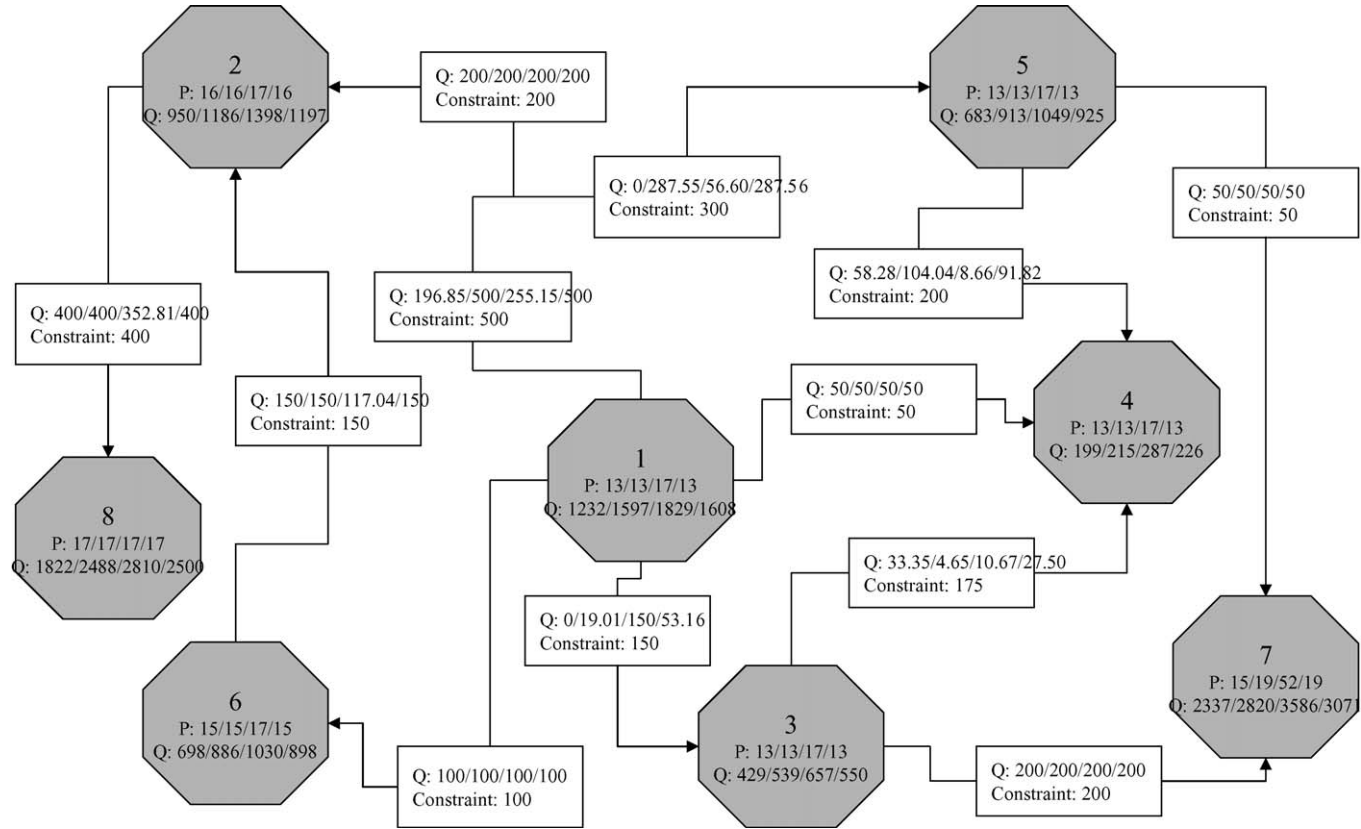 2
P: 16/16/17/16
Q: 950/1186/1398/1197
Q: 200/200/200/200
Constraint: 200
5
P: 13/13/17/13
Q: 683/913/1049/925
Q: 0/287.55/56.60/287.56
Constraint: 300
Q: 50/50/50/50
Constraint: 50
Q: 58.28/104.04/8.66/91.82
Constraint: 200
Q: 400/400/352.81/400
Constraint: 400
Q: 196.85/500/255.15/500
Constraint: 500
Q: 150/150/117.04/150
Constraint: 150
Q: 50/50/50/50
Constraint: 50
4
P: 13/13/17/13
Q: 199/215/287/226
1
P: 13/13/17/13
Q: 1232/1597/1829/1608
8
P: 17/17/17/17
Q: 1822/2488/2810/2500
Q: 33.35/4.65/10.67/27.50
Constraint: 175
Q: 0/19.01/150/53.16
Constraint: 150
7
P: 15/19/52/19
Q: 2337/2820/3586/3071
6
P: 15/15/17/15
Q: 698/886/1030/898
3
P: 13/13/17/13
Q: 429/539/657/550
Q: 100/100/100/100
Constraint: 100
Q: 200/200/200/200
Constraint: 200